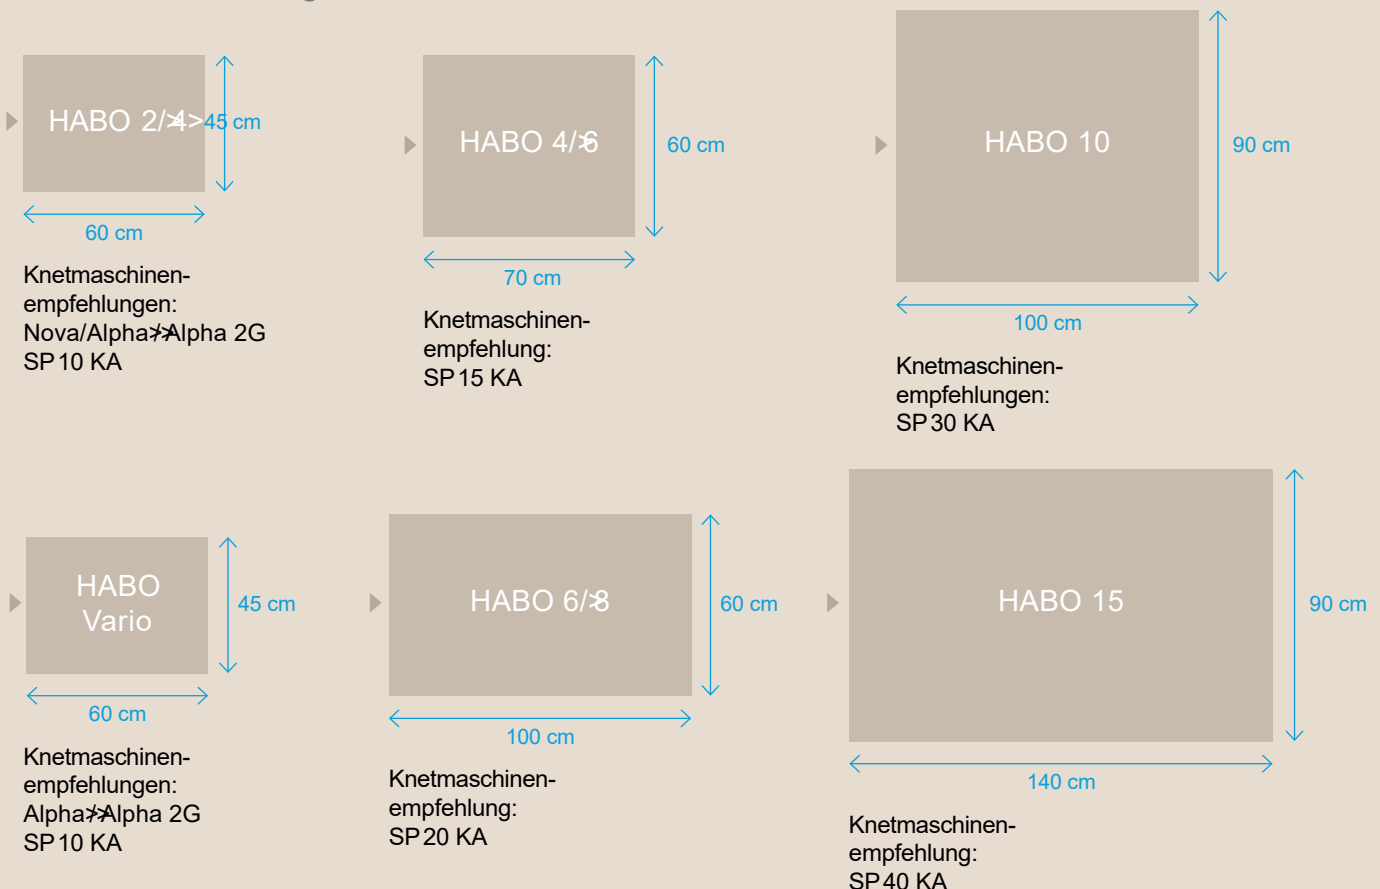 HABO 2/4
45 cm
60 cm
Knetmaschinen-
empfehlungen:
Nova/Alpha/Alpha 2G
SP 10 KA
HABO 4/6
60 cm
70 cm
Knetmaschinen-
empfehlung:
SP 15 KA
HABO 10
90 cm
100 cm
Knetmaschinen-
empfehlungen:
SP 30 KA
HABO
Vario
45 cm
60 cm
Knetmaschinen-
empfehlungen:
Alpha/Alpha 2G
SP 10 KA
HABO 6/8
60 cm
100 cm
Knetmaschinen-
empfehlung:
SP 20 KA
HABO 15
90 cm
140 cm
Knetmaschinen-
empfehlung:
SP 40 KA